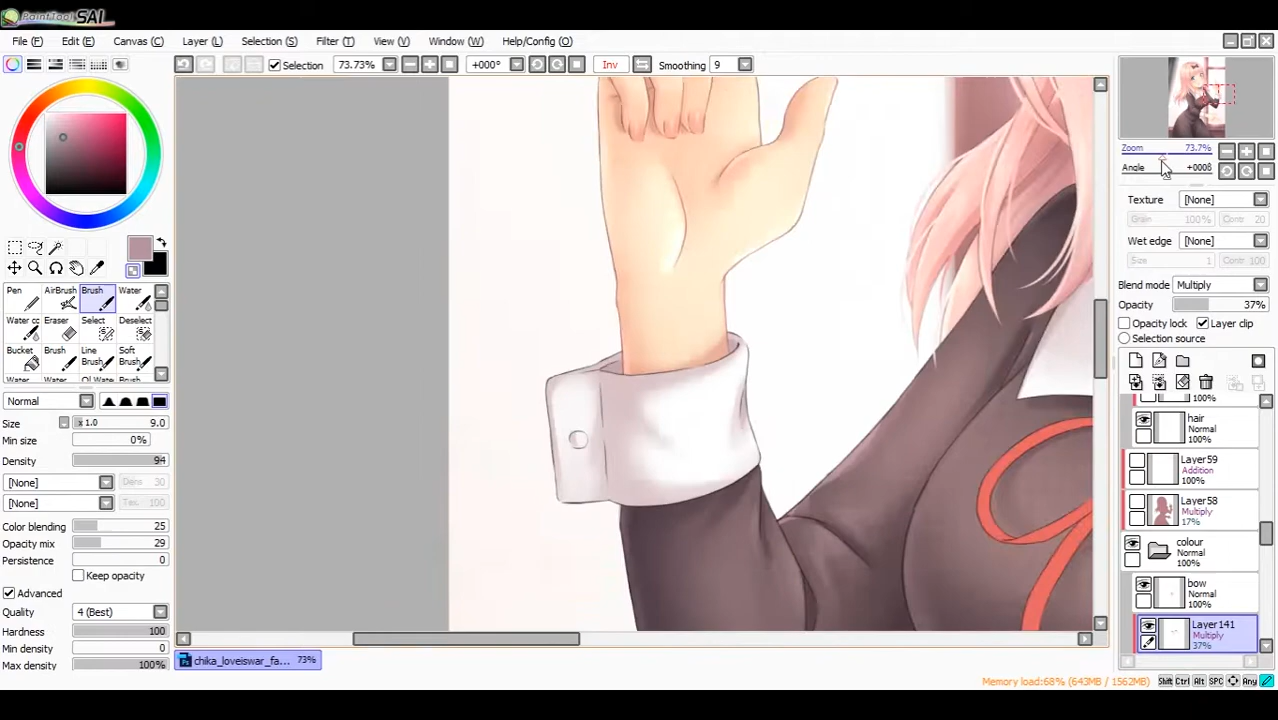 PaintTool SAI
File (F) Edit (E) Canvas (C) Layer (L) Selection (S) Filter (T) View (V) Window (W) Help/Config (O)
Selection 73.73% +000° Inv Smoothing 9
Zoom 73.7%
Angle +000°
Texture [None]
Grain 100% Contr 20
Wet edge [None]
Size 1 Contr 100
Blend mode Multiply
Opacity 37%
Opacity lock Layer clip
Selection source
100%
hair
Normal
100%
Layer59
Addition
100%
Layer58
Multiply
17%
colour
Normal
100%
bow
Normal
100%
Layer141
Multiply
37%
Pen AirBrush Brush Water
Water co Eraser Select Deselect
Bucket Brush Line Brush Soft Brush
Water Water Water
Normal
Size x 1.0 9.0
Min size 0%
Density 94
[None] Dens 30
[None] Tex 100
Color blending 25
Opacity mix 29
Persistence 0
Keep opacity
Advanced
Quality 4 (Best)
Hardness 100
Min density 0
Max density 100%
chika_loveiswar_fa... 73%
Memory load:68% (643MB / 1562MB) Shift Ctrl Alt SPC Any